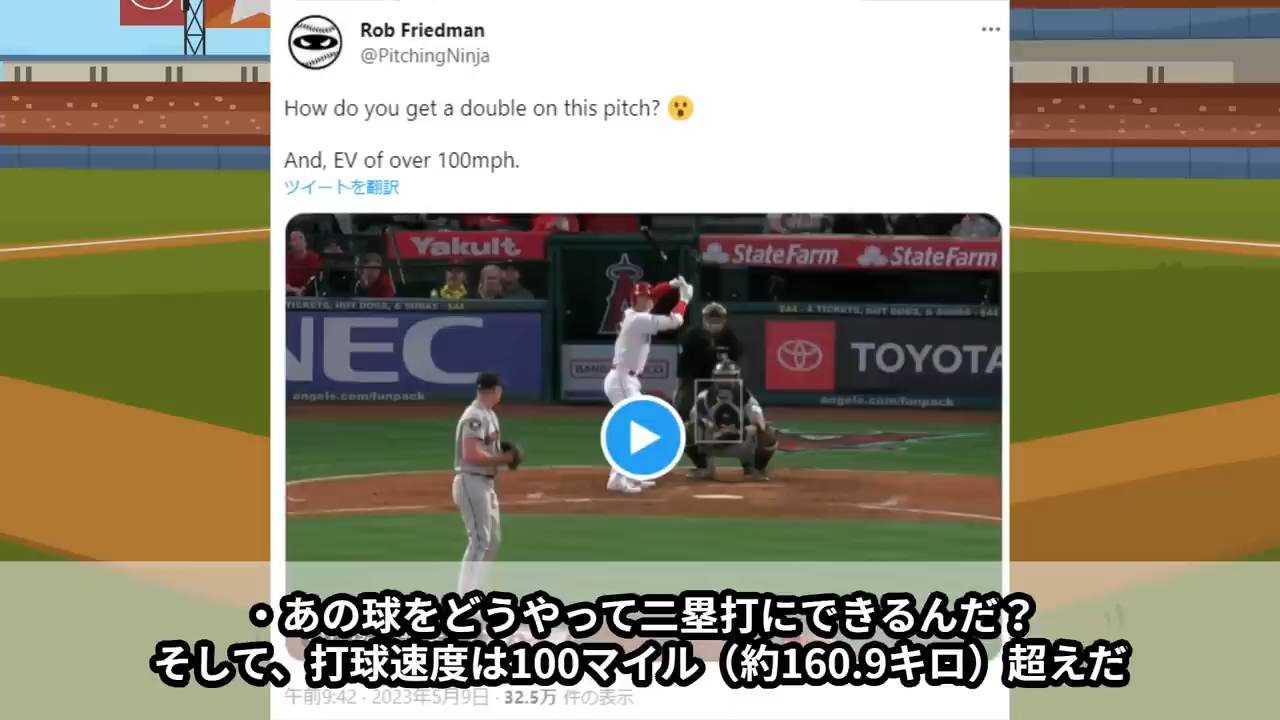 Rob Friedman
@PitchingNinja
How do you get a double on this pitch? 😮
And, EV of over 100mph.
ツイートを翻訳
Yakult
StateFarm StateFarm
NEC
TOYOTA
angels.com/funpack
angels.com/funpack
・あの球をどうやって二塁打にできるんだ？
そして、打球速度は100マイル（約160.9キロ）超えだ
午前9:42 · 2023年5月9日 · 32.5万 件の表示